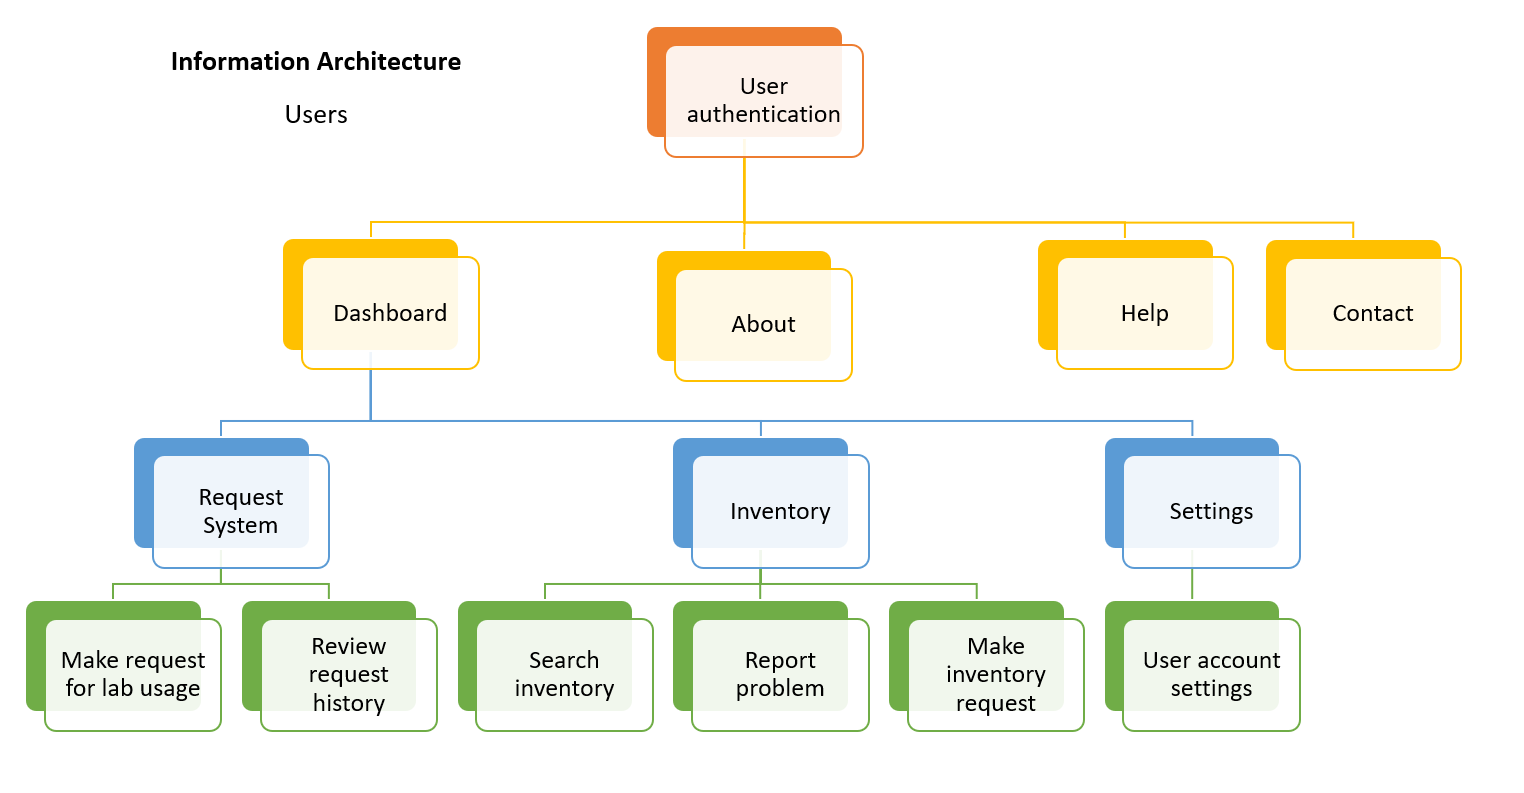 Information Architecture
Users
User
authentication
Dashboard
About
Help
Contact
Request
System
Inventory
Settings
Make request
for lab usage
Review
request
history
Search
inventory
Report
problem
Make
inventory
request
User account
settings